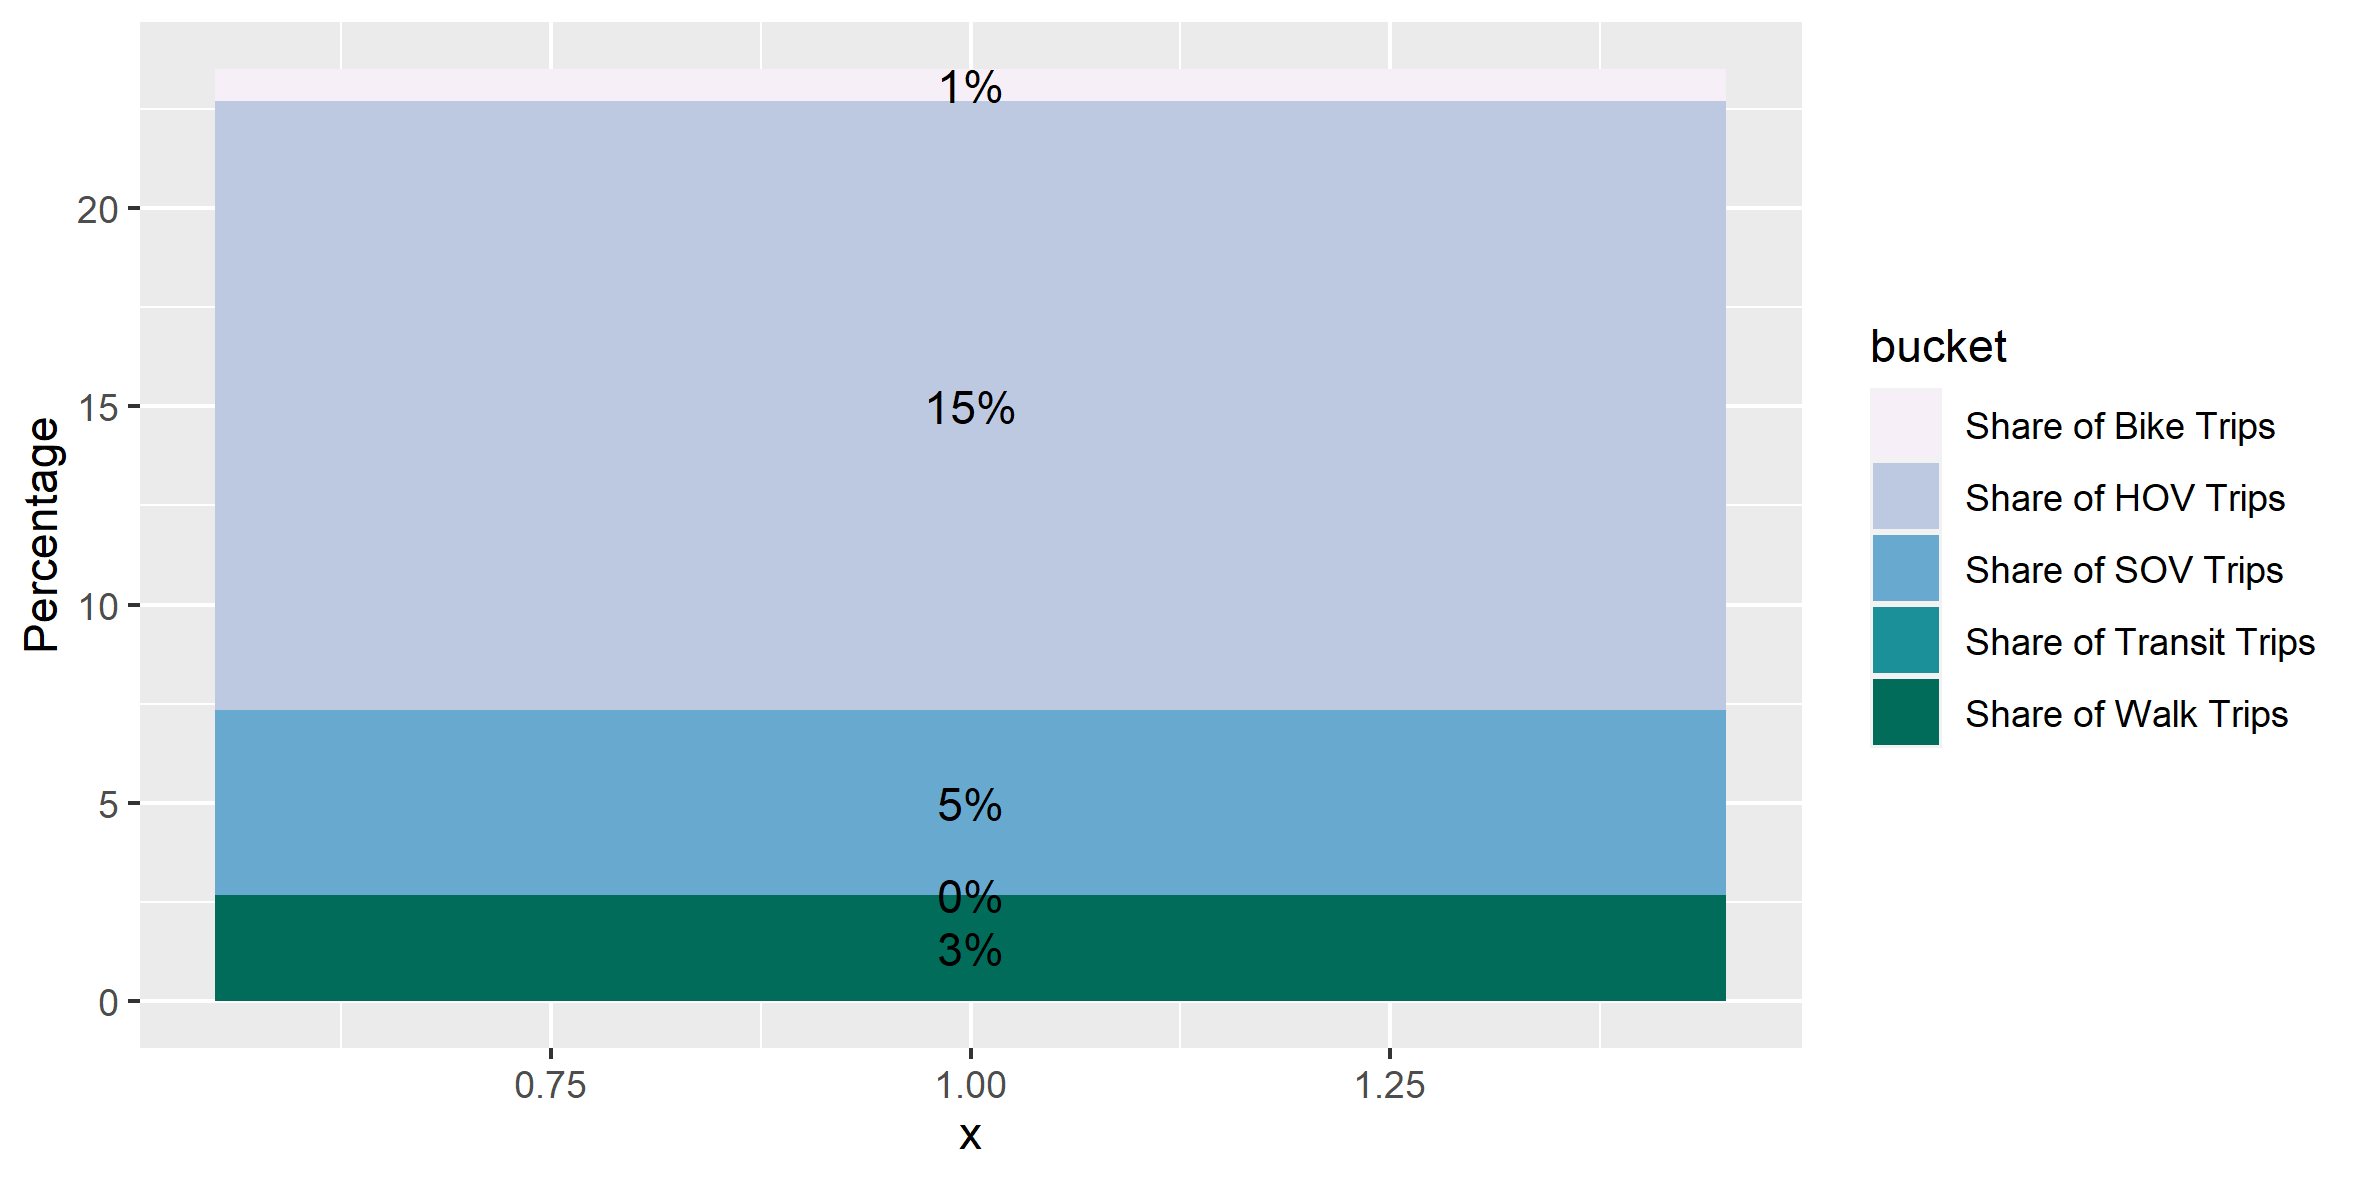 Percentage
20
15
10
5
0
1%
15%
5%
0%
3%
0.75
1.00
1.25
x
bucket
Share of Bike Trips
Share of HOV Trips
Share of SOV Trips
Share of Transit Trips
Share of Walk Trips